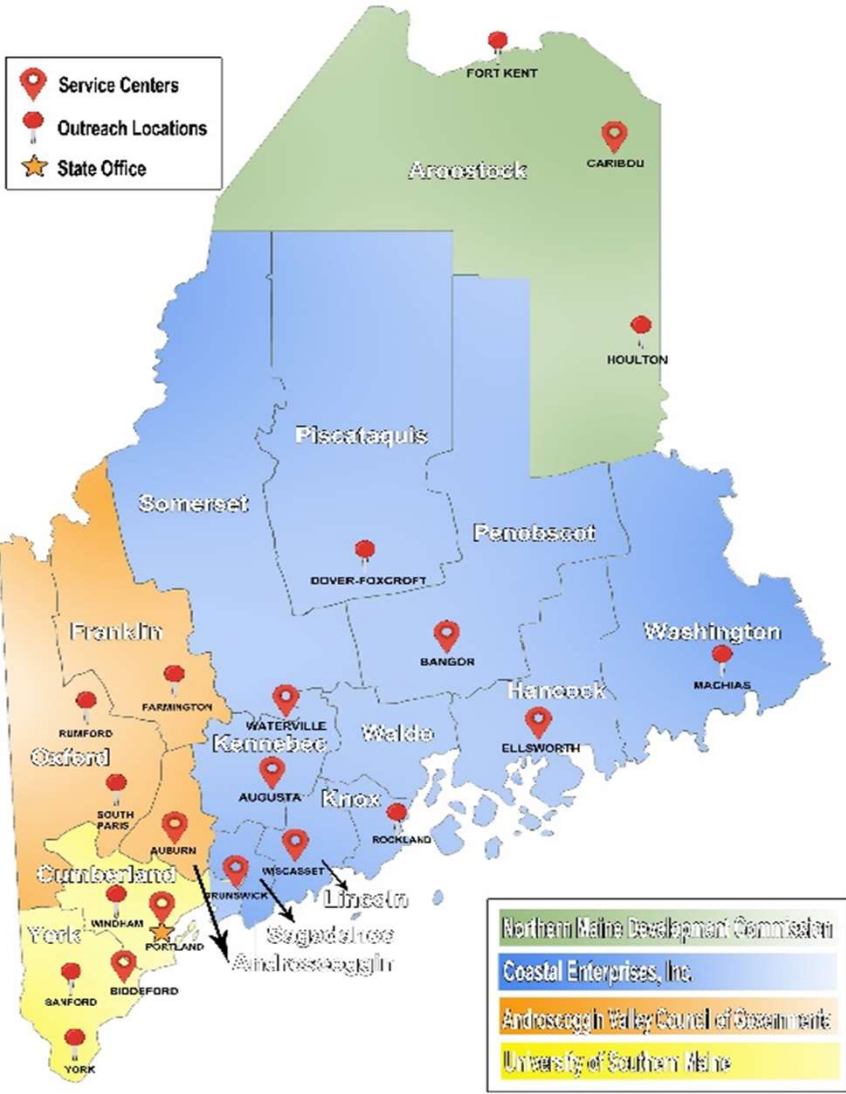 Service Centers
Outreach Locations
State Office
FORT KENT
CARIBOU
Aroostock
HOULTON
Piscataquis
Somerset
Penobscot
DOVER-FOXCROFT
Franklin
Washington
BANGOR
MACHIAS
FARMINGTON
Hancock
RUMFORD
WATERVILLE
Waldo
Kennebec
ELLSWORTH
Oxford
AUGUSTA
Knox
SOUTH
PARIS
ROCKLAND
AUBURN
WISCASSET
Cumberland
BRUNSWICK
Lincoln
WINDHAM
York
PORTLAND
Sagadahoc
Androscoggin
BIDDEFORD
SANFORD
YORK
Northern Maine Development Commission
Coastal Enterprises, Inc.
Androscoggin Valley Council of Governments
University of Southern Maine